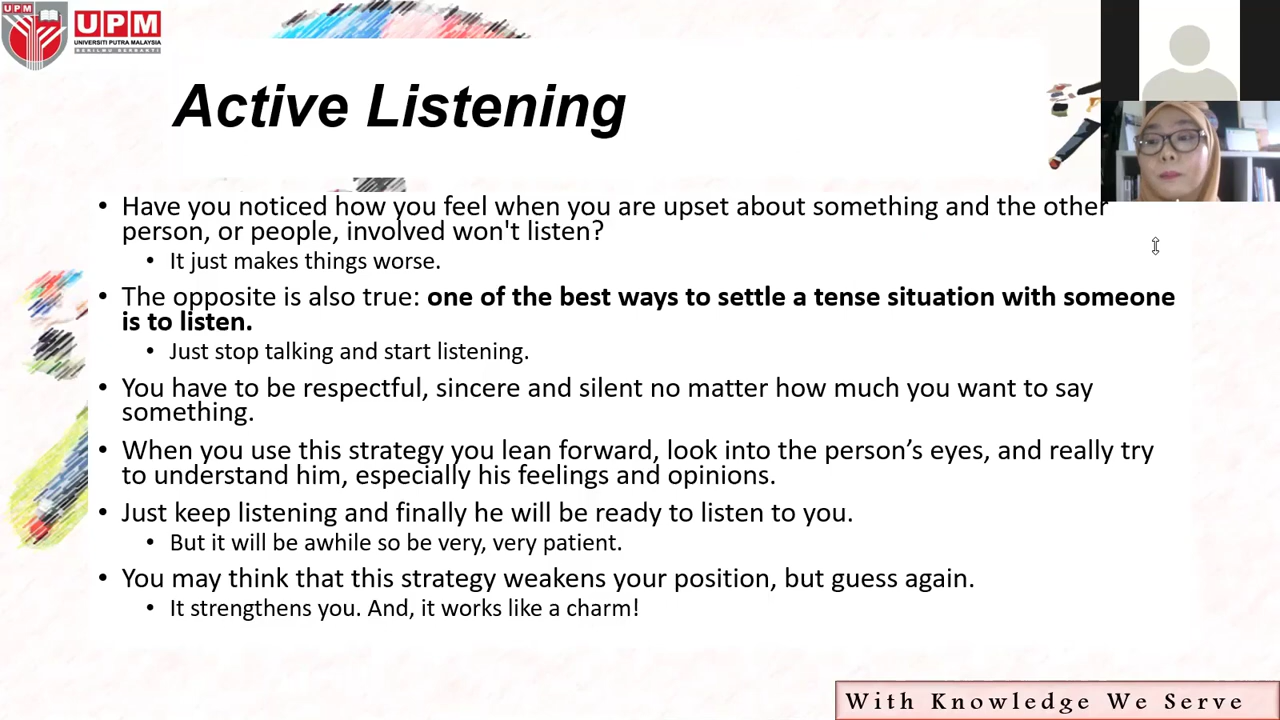 UPM
UPM
UNIVERSITI PUTRA MALAYSIA
BERILMU BERBAKTI
Active Listening
• Have you noticed how you feel when you are upset about something and the other
person, or people, involved won't listen?
• It just makes things worse.
• The opposite is also true: one of the best ways to settle a tense situation with someone
is to listen.
• Just stop talking and start listening.
• You have to be respectful, sincere and silent no matter how much you want to say
something.
• When you use this strategy you lean forward, look into the person’s eyes, and really try
to understand him, especially his feelings and opinions.
• Just keep listening and finally he will be ready to listen to you.
• But it will be awhile so be very, very patient.
• You may think that this strategy weakens your position, but guess again.
• It strengthens you. And, it works like a charm!
With Knowledge We Serve